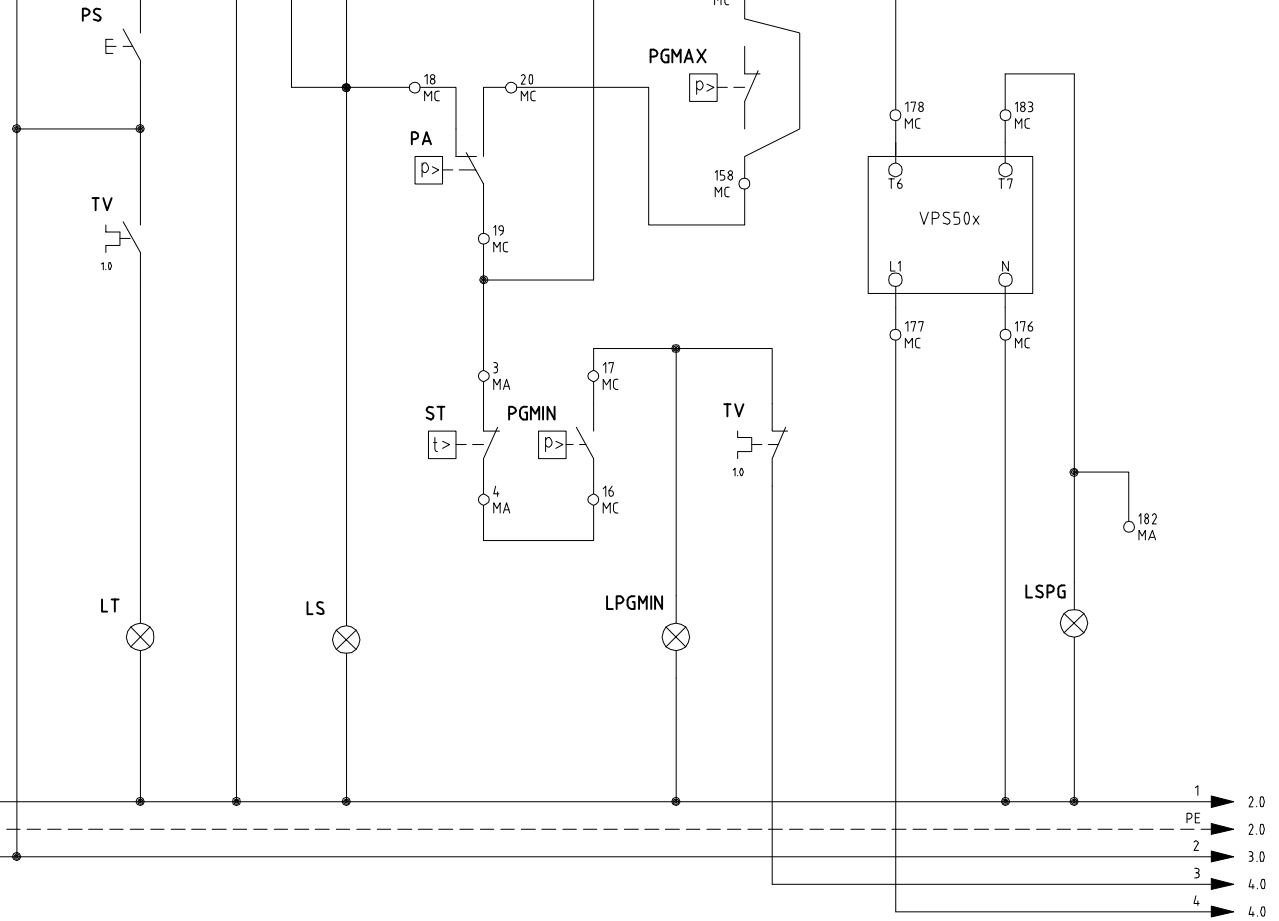 MC
PS
PGMAX
p>
18
MC
20
MC
178
MC
183
MC
PA
p>
158
MC
T6
T7
VPS50x
TV
1.0
19
MC
L1
N
177
MC
176
MC
3
MA
17
MC
ST
t>
PGMIN
p>
TV
1.0
4
MA
16
MC
182
MA
LT
LS
LPGMIN
LSPG
1 2.0
PE 2.0
2 3.0
3 4.0
4 4.0